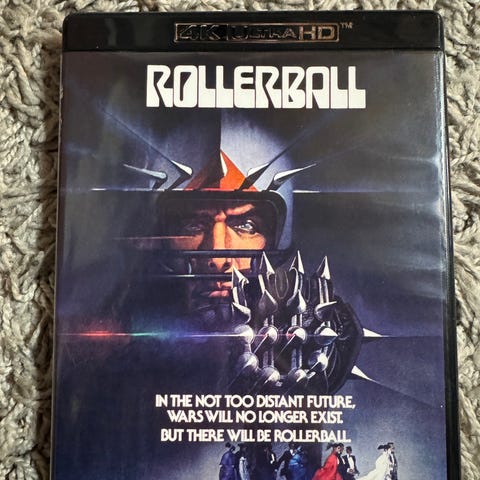 4K ULTRA HD™
ROLLERBALL
IN THE NOT TOO DISTANT FUTURE,
WARS WILL NO LONGER EXIST.
BUT THERE WILL BE ROLLERBALL.